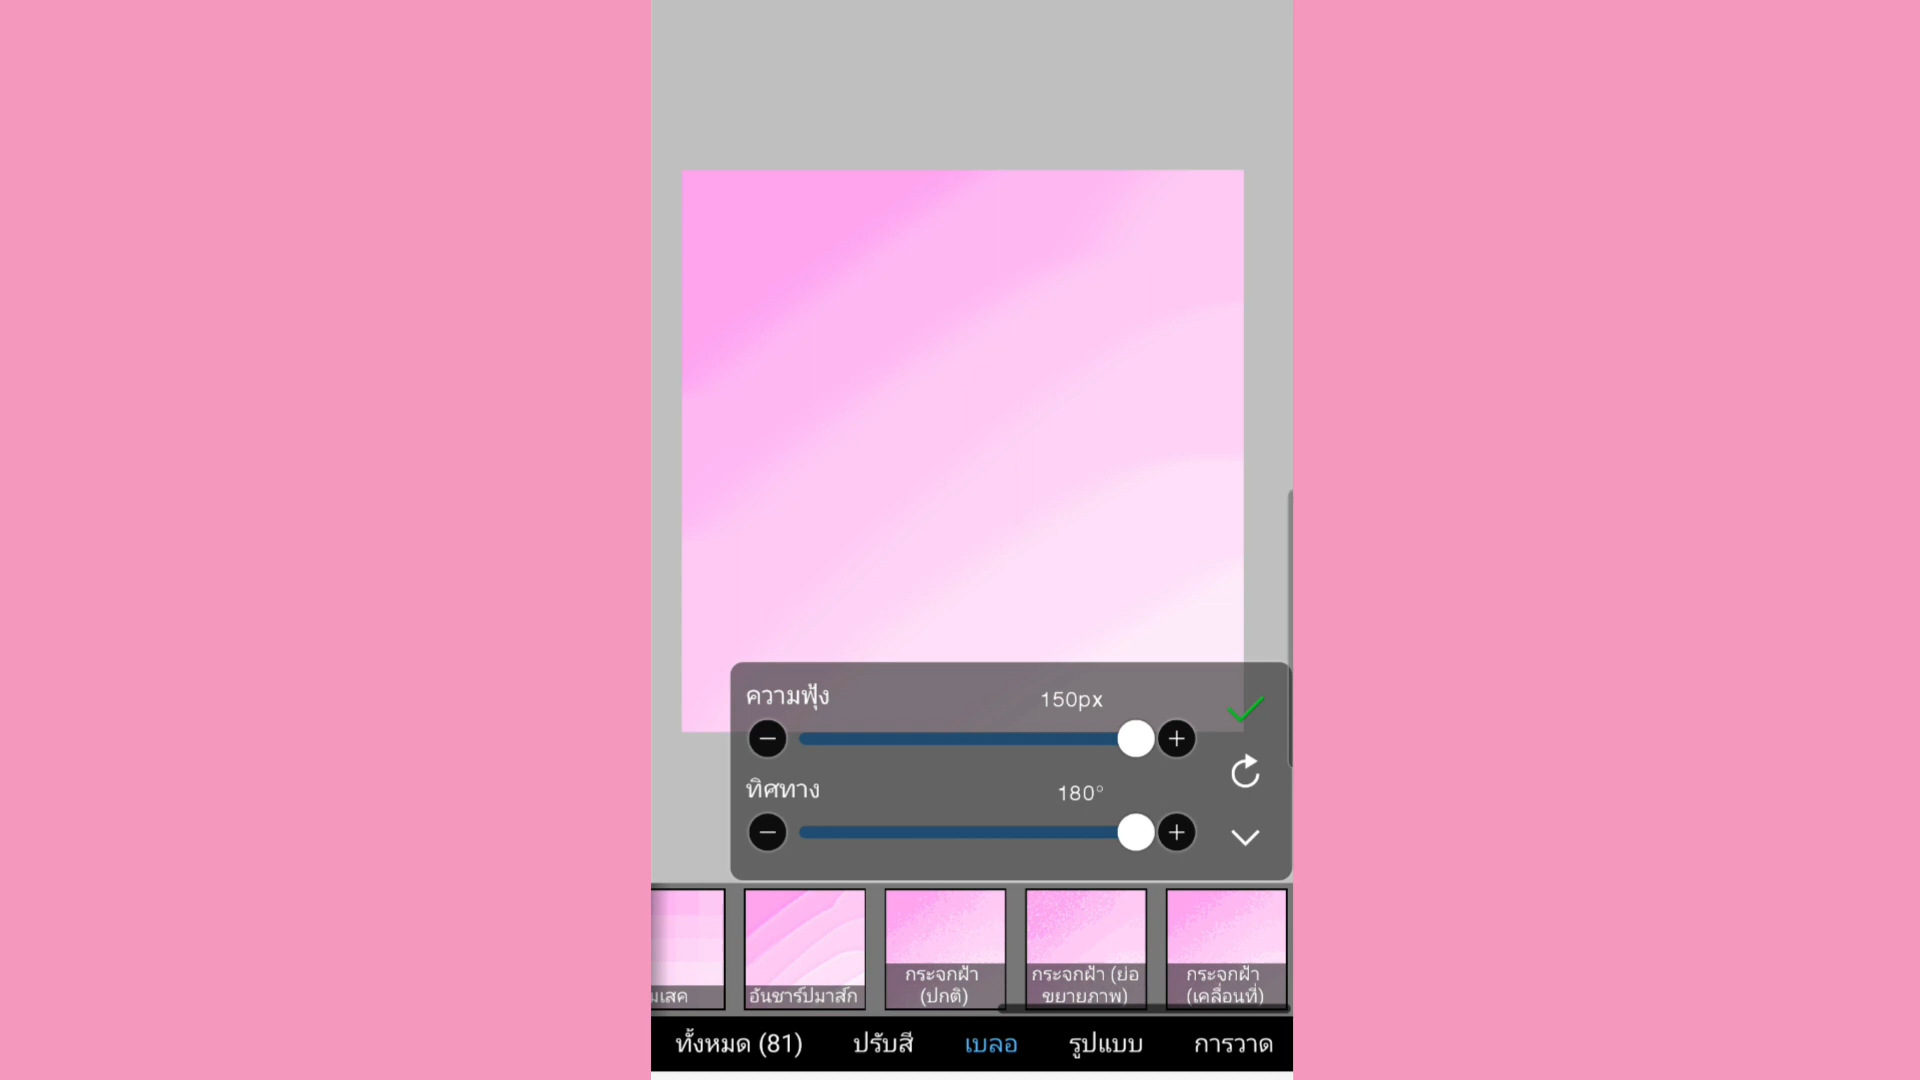 ความฟุ้ง 150px
ทิศทาง 180°
มเสค
อันชาร์ปมาส์ก
กระจกฝ้า
(ปกติ)
กระจกฝ้า (ย่อ
ขยายภาพ)
กระจกฝ้า
(เคลื่อนที่)
ทั้งหมด (81) ปรับสี เบลอ รูปแบบ การวาด